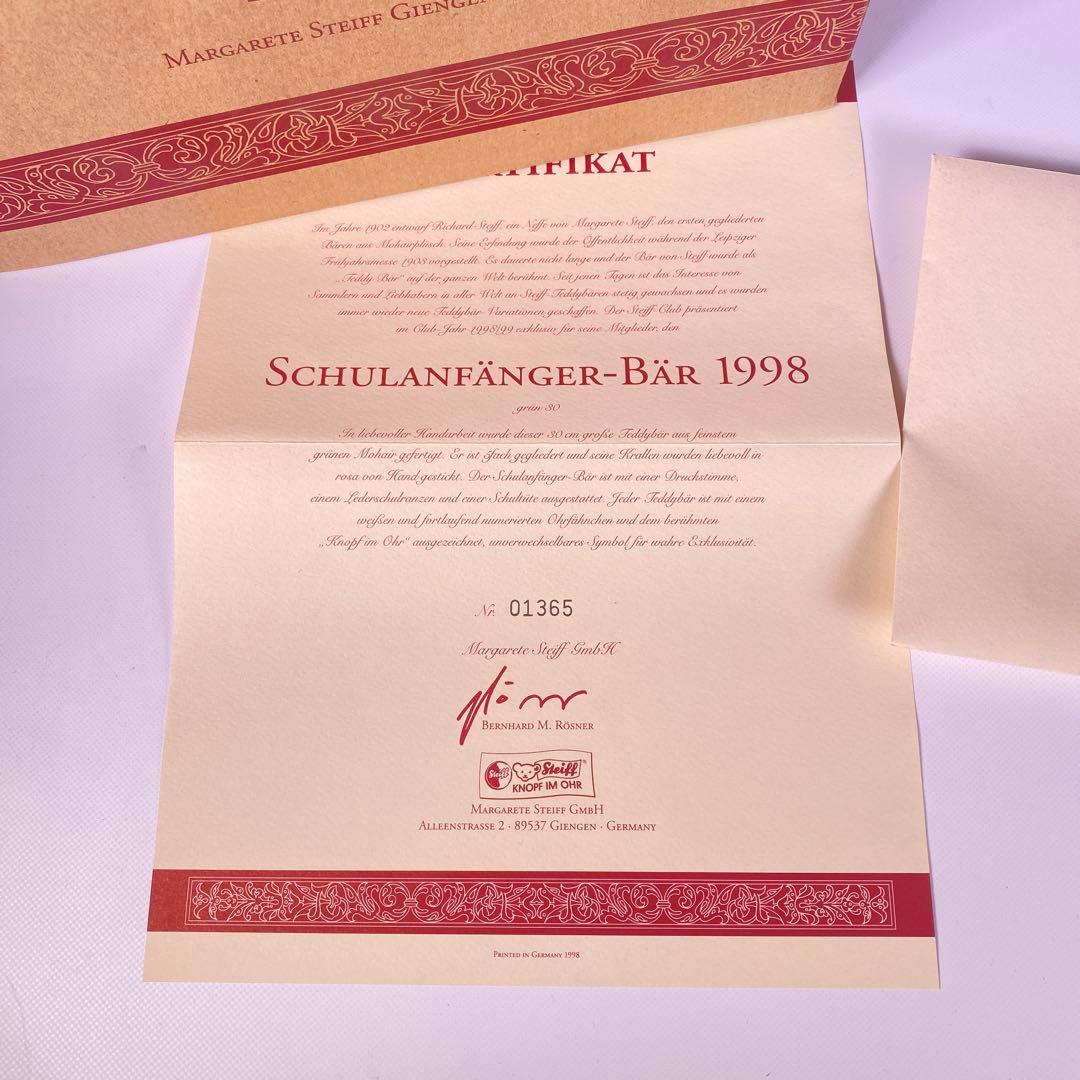 MARGARETE STEIFF
TIFIKAT
Im Jahre 1902 entwarf Richard Steiff, ein Neffe von Margarete Steiff, den ersten gegliederten
Bären aus Mohairplüsch. Seine Erfindung wurde der Öffentlichkeit während der Leipziger
Frühjahrsmesse 1903 vorgestellt. Es dauerte nicht lange und der Bär von Steiff wurde als
„Teddy Bär“ auf der ganzen Welt berühmt. Seit jenen Tagen ist das Interesse von
Sammlern und Liebhabern in aller Welt an Steiff-Teddybären stetig gewachsen und es wurden
immer wieder neue Teddybär-Variationen geschaffen. Der Steiff-Club präsentiert
im Club-Jahr 1998/99 exklusiv für seine Mitglieder, den
SCHULANFÄNGER-BÄR 1998
grün 30
In liebevoller Handarbeit wurde dieser 30 cm große Teddybär aus feinstem
grünen Mohair gefertigt. Er ist 5fach gegliedert und seine Krallen wurden liebevoll in
rosa von Hand gestickt. Der Schulanfänger-Bär ist mit einer Druckstimme,
einem Lederschulranzen und einer Schultüte ausgestattet. Jeder Teddybär ist mit einem
weißen und fortlaufend numerierten Ohrfähnchen und dem berühmten
„Knopf im Ohr“ ausgezeichnet, unverwechselbares Symbol für wahre Exklusivität.
Nr. 01365
Margarete Steiff GmbH
BERNHARD M. RÖSNER
Steiff Steiff®
KNOPF IM OHR
MARGARETE STEIFF GMBH
ALLEENSTRASSE 2 · 89537 GIENGEN · GERMANY
PRINTED IN GERMANY 1998